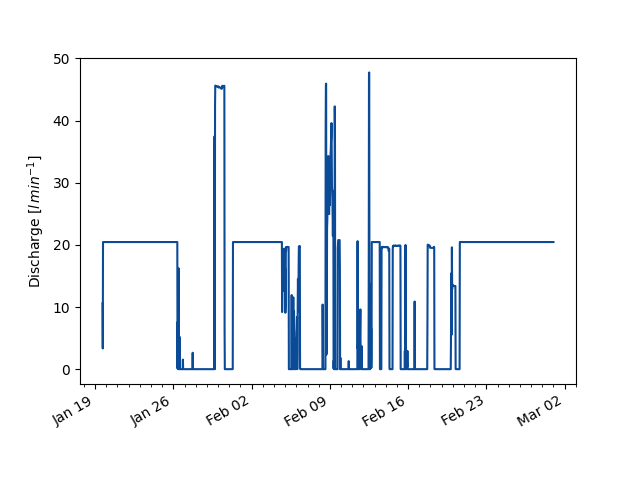 50
40
30
20
10
0
Discharge [l min⁻¹]
Jan 19
Jan 26
Feb 02
Feb 09
Feb 16
Feb 23
Mar 02